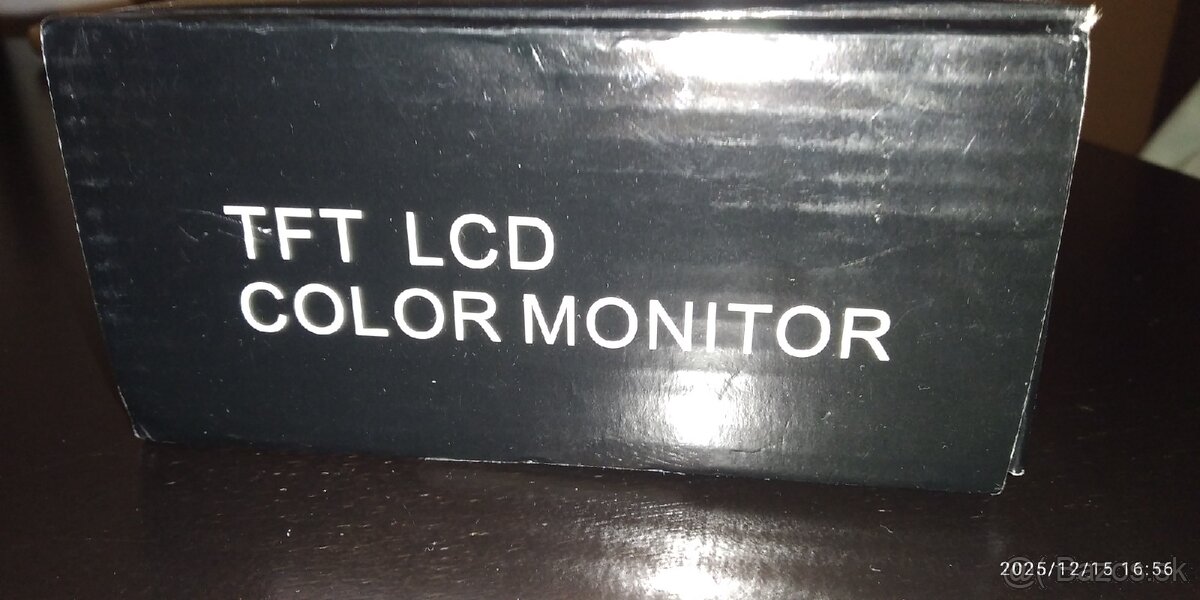 TFT LCD
COLOR MONITOR
2025/12/15 16:56
Bazos.sk